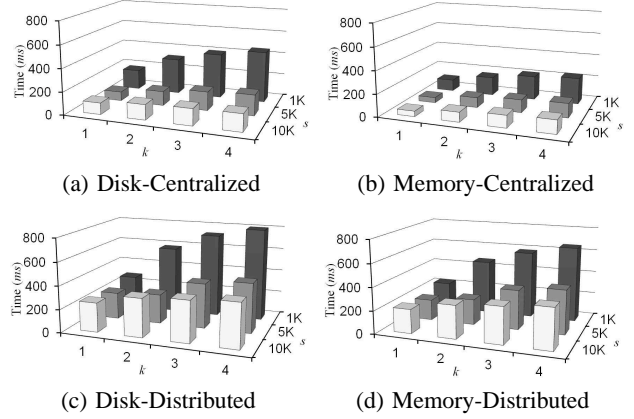 800
600
400
200
0
Time (ms)
1
2
3
4
k
1K
5K
10K
s
(a) Disk-Centralized
800
600
400
200
0
Time (ms)
1
2
3
4
k
1K
5K
10K
s
(b) Memory-Centralized
800
600
400
200
0
Time (ms)
1
2
3
4
k
1K
5K
10K
s
(c) Disk-Distributed
800
600
400
200
0
Time (ms)
1
2
3
4
k
1K
5K
10K
s
(d) Memory-Distributed